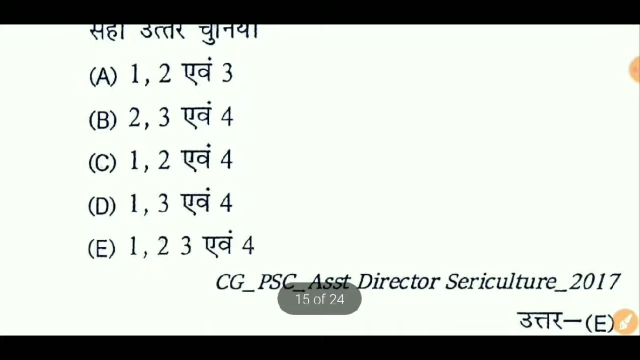 सही उत्तर चुनिये।
(A) 1, 2 एवं 3
(B) 2, 3 एवं 4
(C) 1, 2 एवं 4
(D) 1, 3 एवं 4
(E) 1, 2 3 एवं 4
CG_PSC_Asst Director Sericulture_2017
15 of 24
उत्तर—(E)